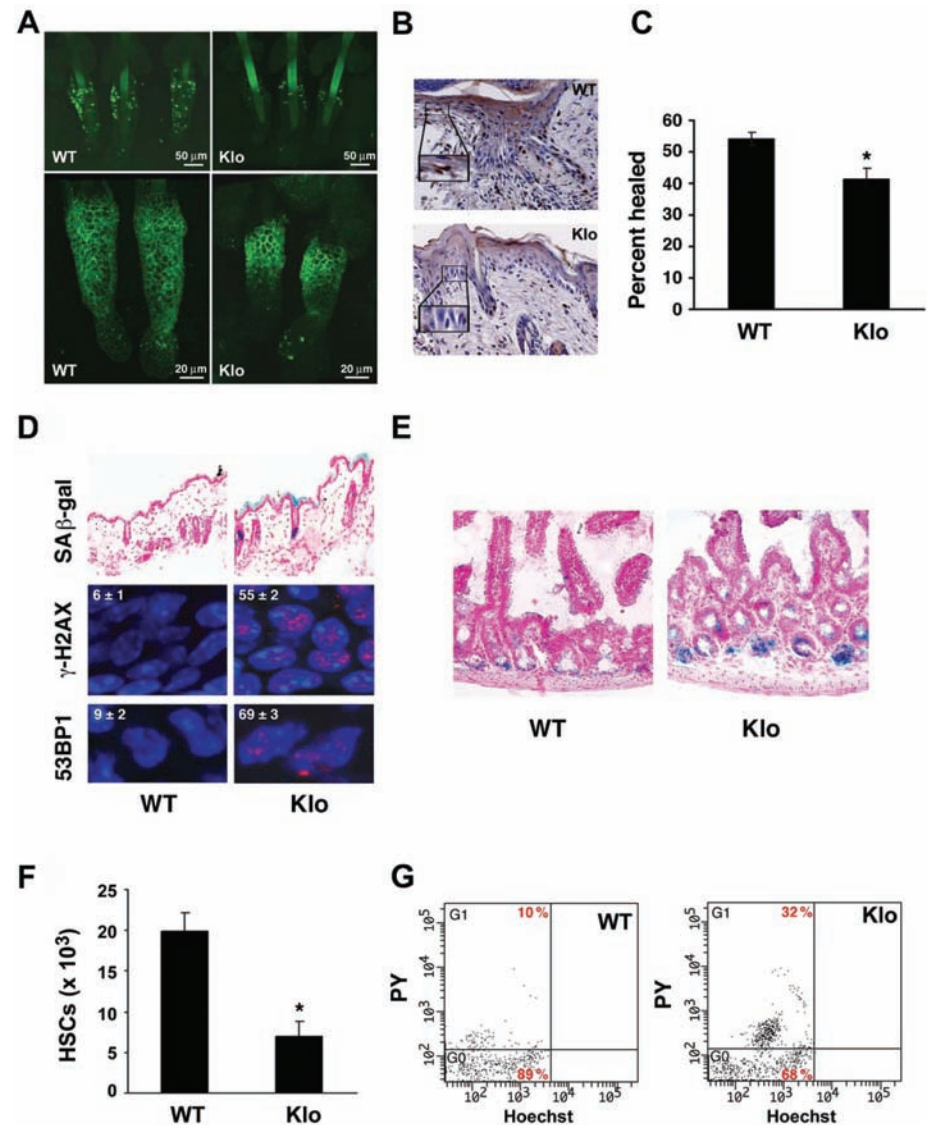 A
WT
50 μm
Klo
50 μm
WT
20 μm
Klo
20 μm
B
WT
Klo
C
Percent healed
60
50
40
30
20
10
0
*
WT
Klo
D
SAβ-gal
γ-H2AX
6 ± 1
55 ± 2
53BP1
9 ± 2
69 ± 3
WT
Klo
E
WT
Klo
F
HSCs (x 10³)
25
20
15
10
5
0
*
WT
Klo
G
G1
10 %
WT
PY
10⁵
10⁴
10³
10²
G0
89 %
10² 10³ 10⁴ 10⁵
Hoechst
G1
32 %
Klo
PY
10⁵
10⁴
10³
10²
G0
68 %
10² 10³ 10⁴ 10⁵
Hoechst